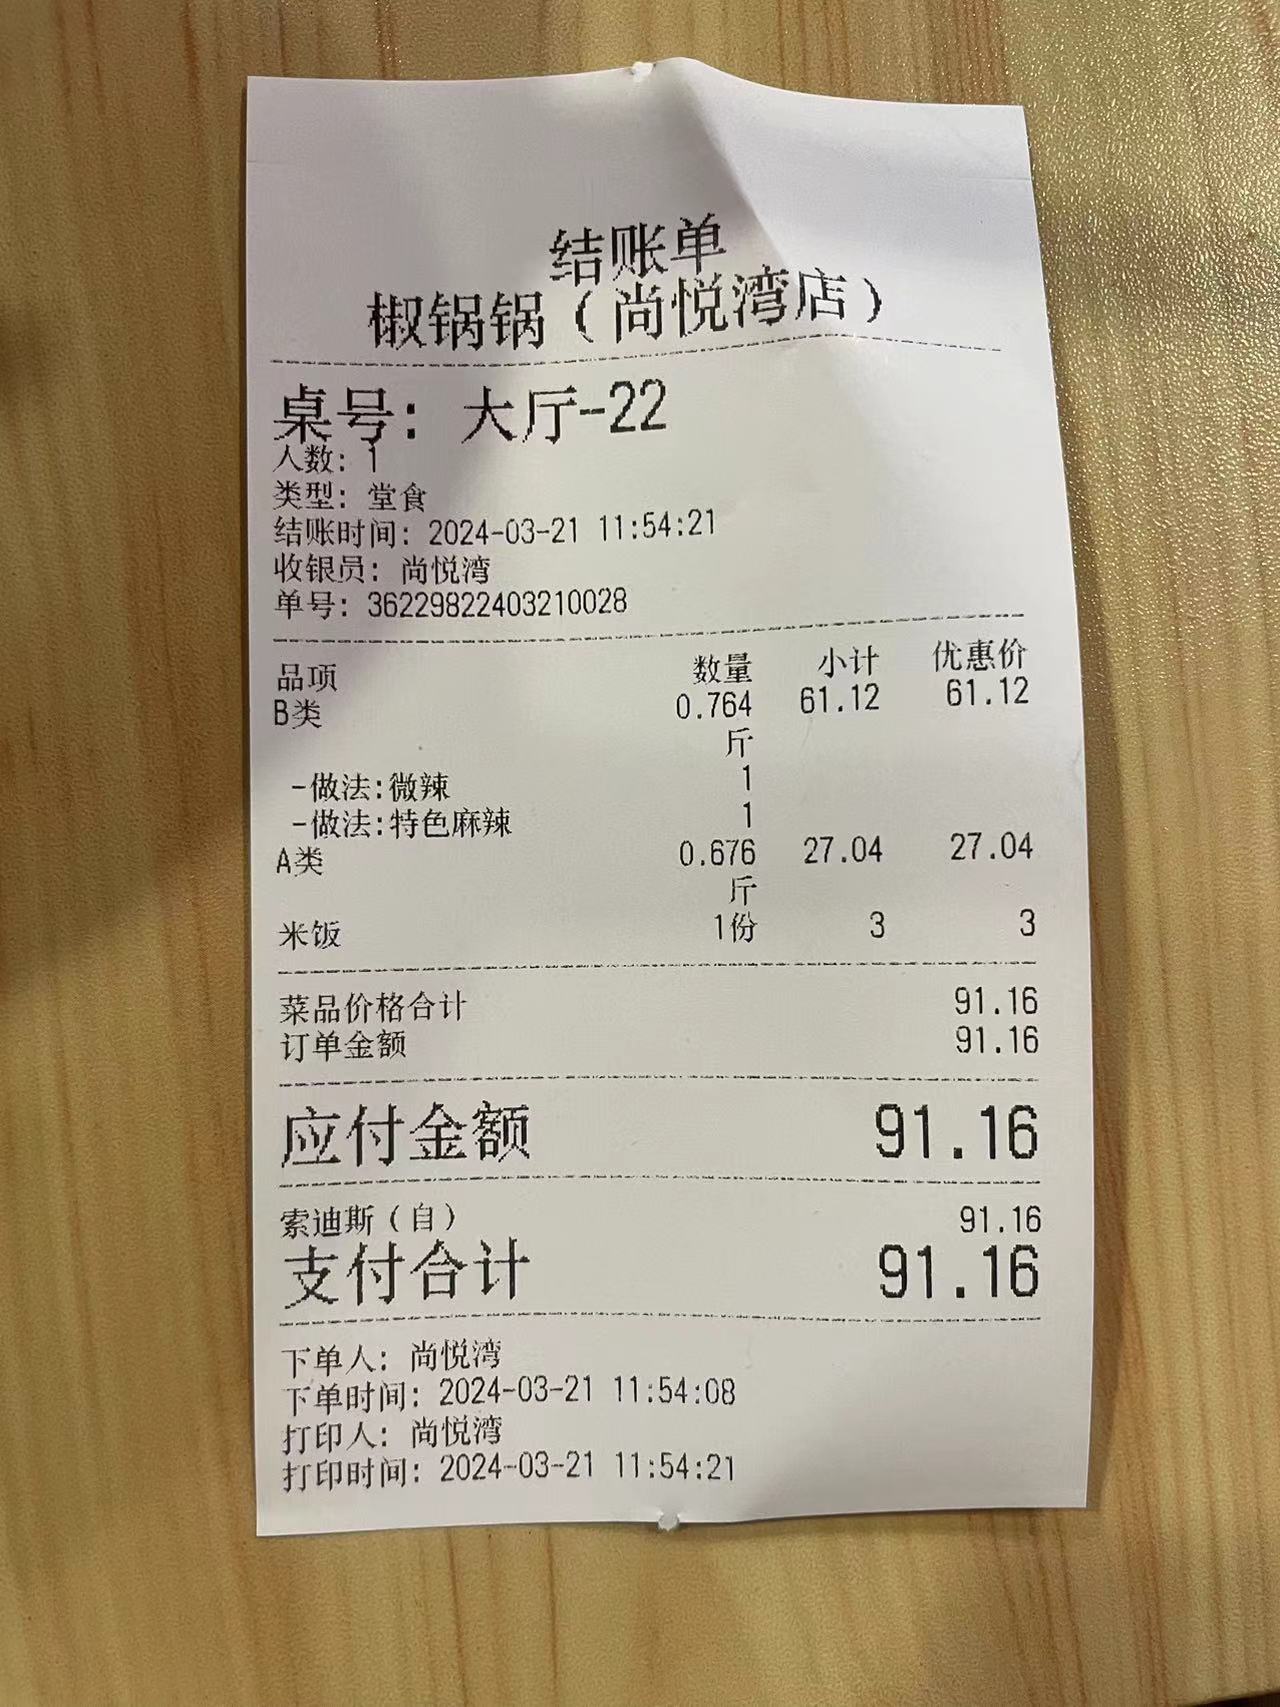 结账单
椒锅锅（尚悦湾店）
桌号: 大厅-22
人数: 1
类型: 堂食
结账时间: 2024-03-21 11:54:21
收银员: 尚悦湾
单号: 36229822403210028
品项 数量 小计 优惠价
B类 0.764 61.12 61.12
斤
-做法:微辣 1
-做法:特色麻辣 1
A类 0.676 27.04 27.04
斤
米饭 1份 3 3
菜品价格合计 91.16
订单金额 91.16
应付金额 91.16
索迪斯（自） 91.16
支付合计 91.16
下单人: 尚悦湾
下单时间: 2024-03-21 11:54:08
打印人: 尚悦湾
打印时间: 2024-03-21 11:54:21